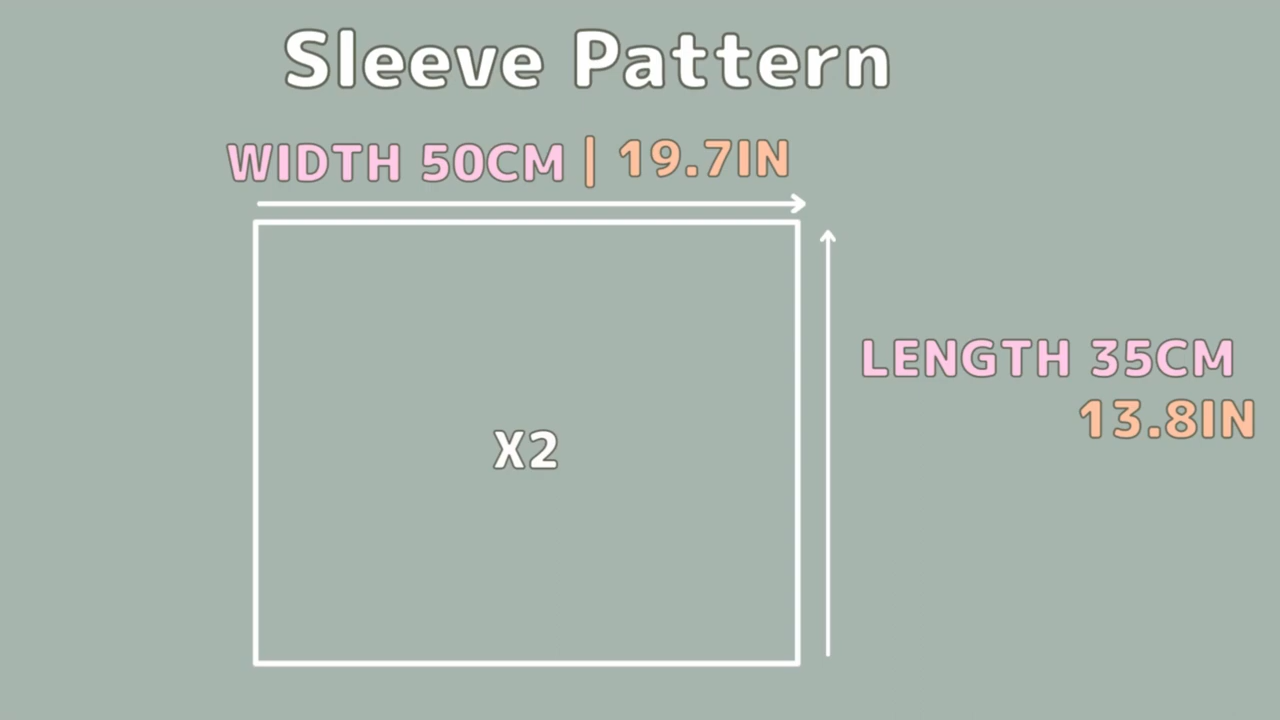 Sleeve Pattern
WIDTH 50CM | 19.7IN
LENGTH 35CM
13.8IN
X2